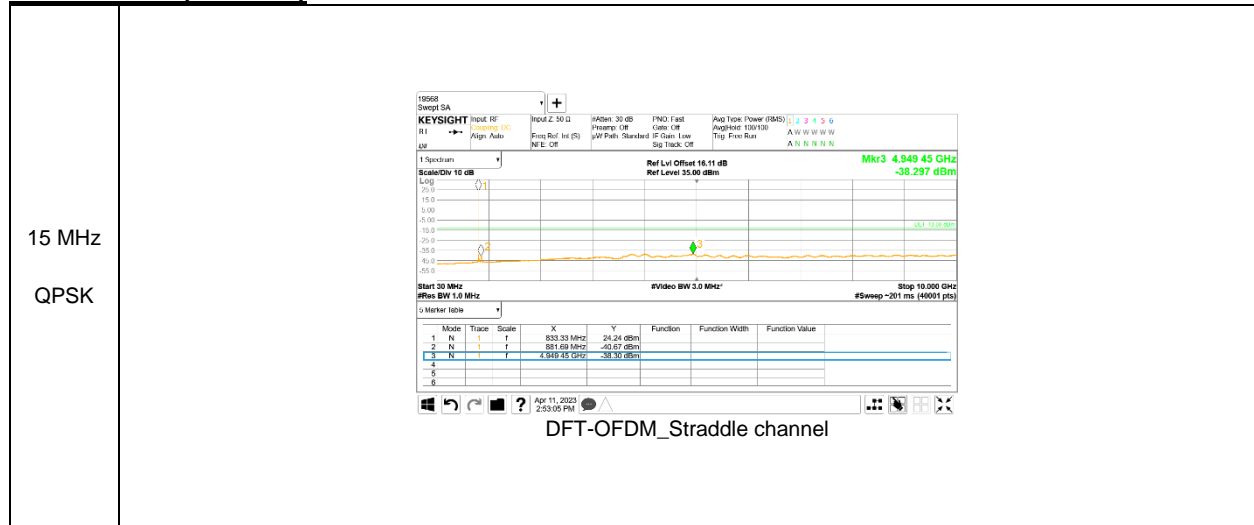 15 MHz
QPSK
19568
Swept SA
KEYSIGHT
Input: RF
Coupling: DC
Align: Auto
Input Z: 50 Ω
Freq Ref: Int (S)
NFE: Off
#Atten: 30 dB
Preamp: Off
µW Path: Standard
PNO: Fast
Gate: Off
IF Gain: Low
Sig Track: Off
Avg Type: Power (RMS)
Avg|Hold: 100/100
Trig: Free Run
1 2 3 4 5 6
A W W W W W
A N N N N N
1 Spectrum
Scale/Div 10 dB
Ref Lvl Offset 16.11 dB
Ref Level 35.00 dBm
Mkr3 4.949 45 GHz
-38.297 dBm
Log
25.0
15.0
5.00
-5.00
-15.0
-25.0
-35.0
-45.0
-55.0
1
2
3
Start 30 MHz
#Res BW 1.0 MHz
#Video BW 3.0 MHz*
Stop 10.000 GHz
#Sweep ~201 ms (40001 pts)
5 Marker Table
Mode Trace Scale X Y Function Function Width Function Value
1 N 1 f 833.33 MHz 24.24 dBm
2 N 1 f 881.69 MHz -40.67 dBm
3 N 1 f 4.949 45 GHz -38.30 dBm
4
5
6
? Apr 11, 2023
2:53:05 PM
DFT-OFDM_Straddle channel